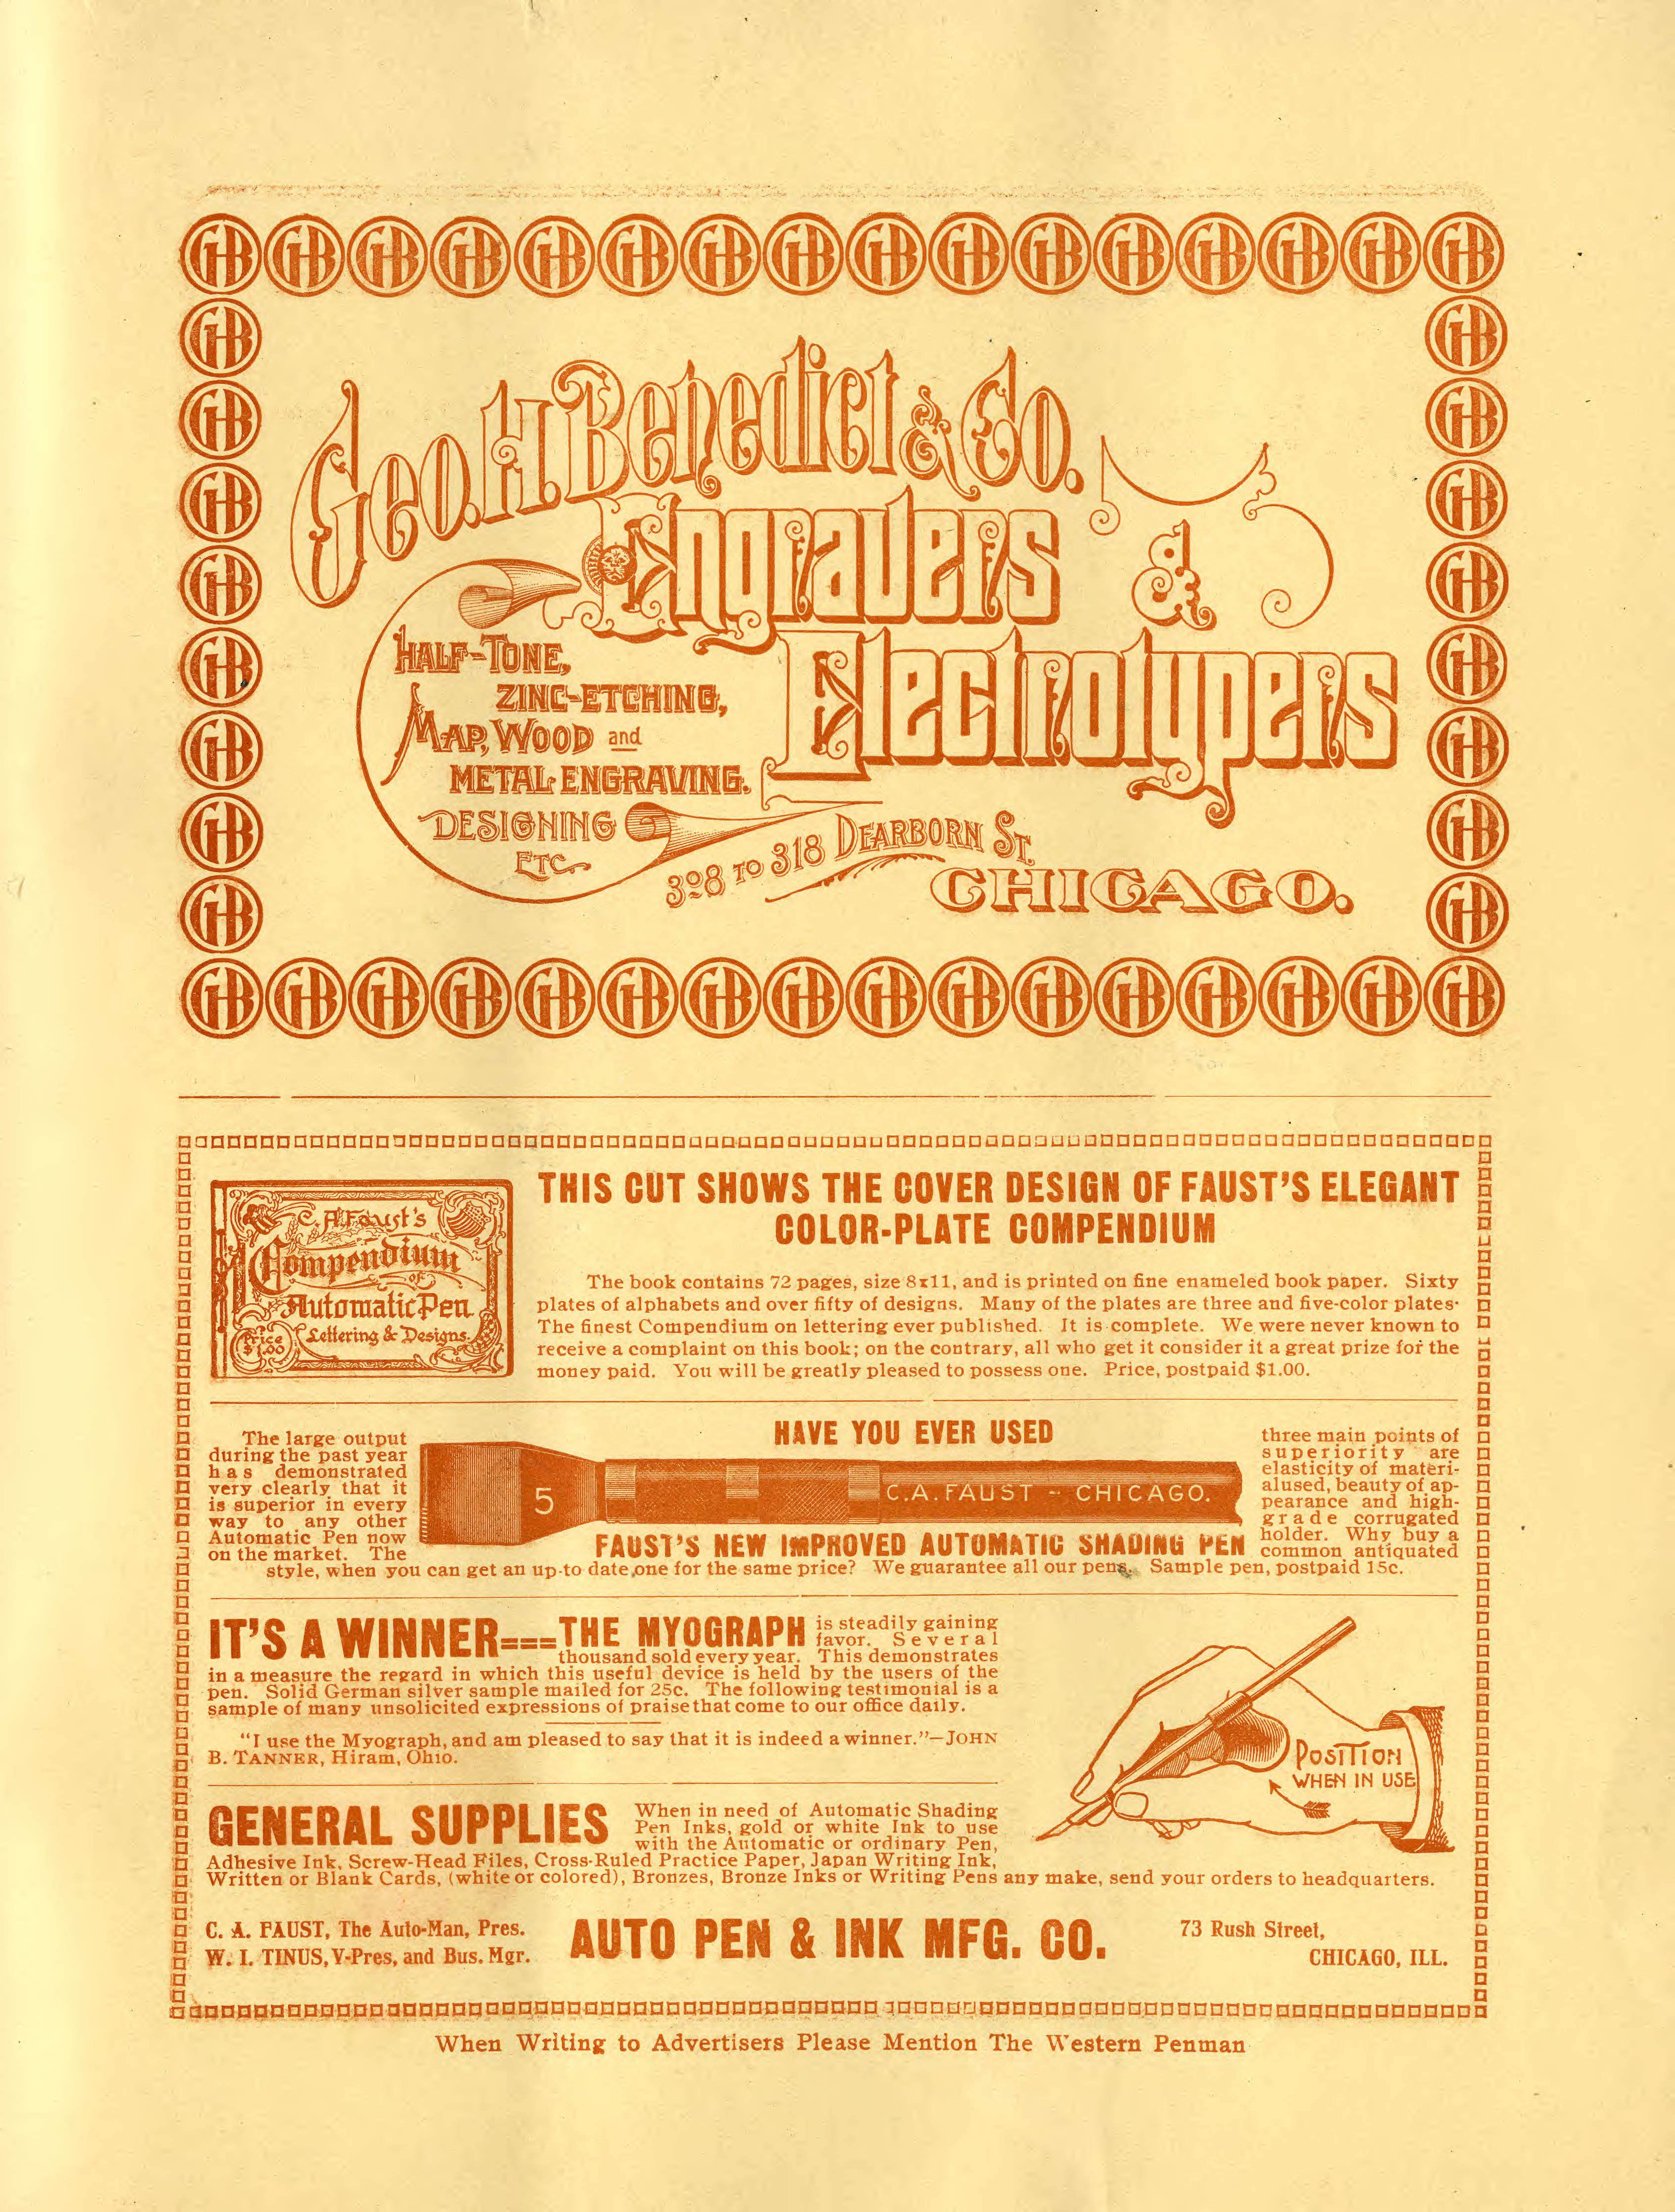 Geo. H. Benedict & Co.
Engravers &
Electrotypers
HALF-TONE,
ZINC-ETCHING,
MAP, WOOD and
METAL ENGRAVING.
DESIGNING
ETC.
308 TO 318 DEARBORN ST.
CHICAGO.
THIS CUT SHOWS THE COVER DESIGN OF FAUST'S ELEGANT
COLOR-PLATE COMPENDIUM
C. A. Faust's
Compendium
of
Automatic Pen
Lettering & Designs.
Price
$1.00
The book contains 72 pages, size 8x11, and is printed on fine enameled book paper. Sixty
plates of alphabets and over fifty of designs. Many of the plates are three and five-color plates.
The finest Compendium on lettering ever published. It is complete. We were never known to
receive a complaint on this book; on the contrary, all who get it consider it a great prize for the
money paid. You will be greatly pleased to possess one. Price, postpaid $1.00.
HAVE YOU EVER USED
5
C. A. FAUST - CHICAGO.
FAUST'S NEW IMPROVED AUTOMATIC SHADING PEN
The large output
during the past year
has demonstrated
very clearly that it
is superior in every
way to any other
Automatic Pen now
on the market. The
three main points of
superiority are
elasticity of materi-
alused, beauty of ap-
pearance and high-
grade corrugated
holder. Why buy a
common antiquated
style, when you can get an up-to date one for the same price? We guarantee all our pens. Sample pen, postpaid 15c.
IT'S A WINNER===THE MYOGRAPH is steadily gaining
favor. Several
thousand sold every year. This demonstrates
in a measure the regard in which this useful device is held by the users of the
pen. Solid German silver sample mailed for 25c. The following testimonial is a
sample of many unsolicited expressions of praise that come to our office daily.
"I use the Myograph, and am pleased to say that it is indeed a winner."—JOHN
B. TANNER, Hiram, Ohio.
POSITION
WHEN IN USE
GENERAL SUPPLIES When in need of Automatic Shading
Pen Inks, gold or white Ink to use
with the Automatic or ordinary Pen,
Adhesive Ink, Screw-Head Files, Cross-Ruled Practice Paper, Japan Writing Ink,
Written or Blank Cards, (white or colored), Bronzes, Bronze Inks or Writing Pens any make, send your orders to headquarters.
C. A. FAUST, The Auto-Man, Pres.
W. I. TINUS, V-Pres, and Bus. Mgr.
AUTO PEN & INK MFG. CO.
73 Rush Street,
CHICAGO, ILL.
When Writing to Advertisers Please Mention The Western Penman